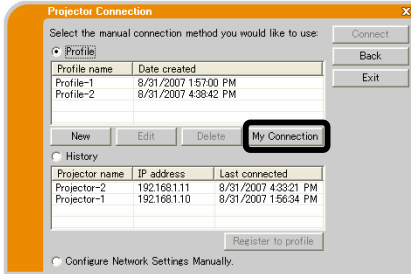 Projector Connection
X
Select the manual connection method you would like to use:
Connect
Profile
Back
Profile name Date created
Exit
Profile-1 8/31/2007 1:57:00 PM
Profile-2 8/31/2007 4:38:42 PM
New Edit Delete My Connection
History
Projector name IP address Last connected
Projector-2 192.168.1.11 8/31/2007 4:33:21 PM
Projector-1 192.168.1.10 8/31/2007 1:56:34 PM
Register to profile
Configure Network Settings Manually.